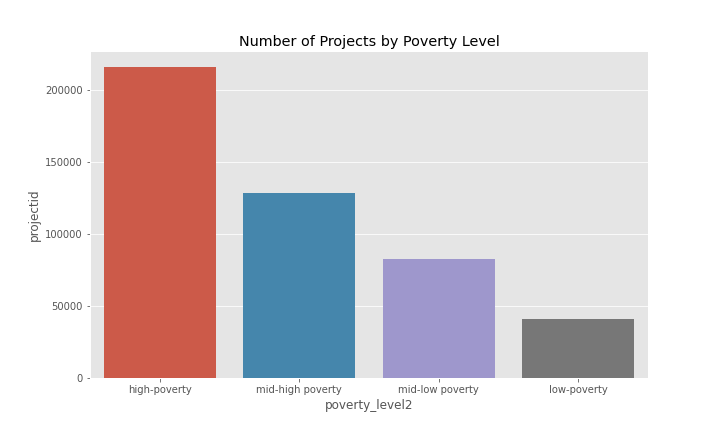 Number of Projects by Poverty Level
projectid
200000
150000
100000
50000
0
high-poverty
mid-high poverty
mid-low poverty
low-poverty
poverty_level2